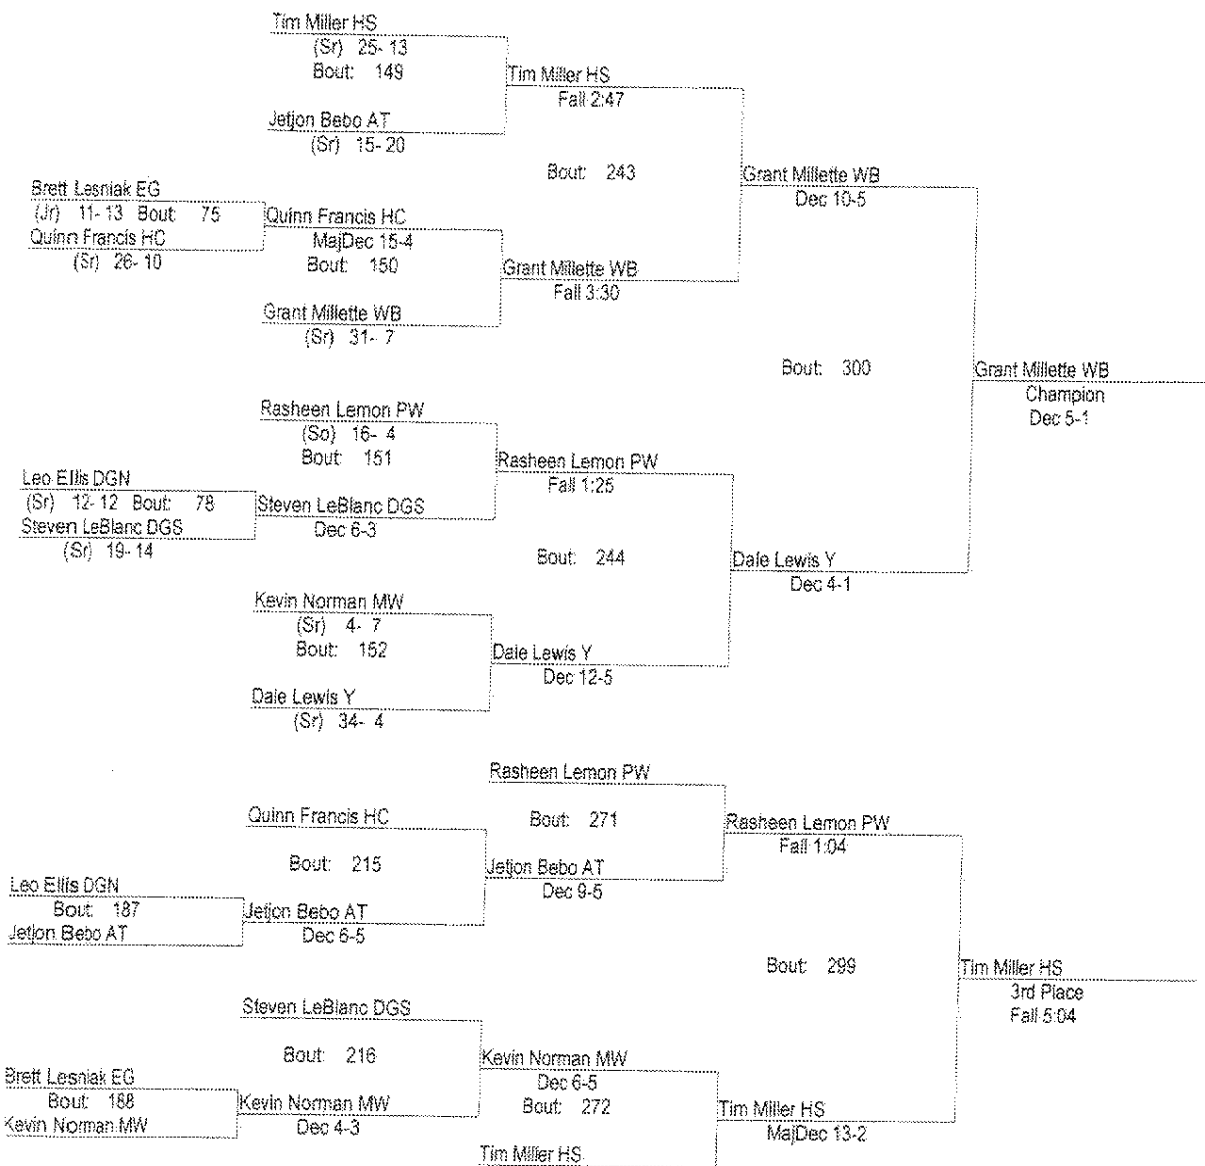 Tim Miller HS
(Sr) 25- 13
Bout: 149
Tim Miller HS
Fall 2:47
Jetjon Bebo AT
(Sr) 15- 20
Bout: 243
Grant Millette WB
Dec 10-5
Brett Lesniak EG
(Jr) 11- 13 Bout: 75
Quinn Francis HC
(Sr) 26- 10
Quinn Francis HC
MajDec 15-4
Bout: 150
Grant Millette WB
Fall 3:30
Grant Millette WB
(Sr) 31- 7
Bout: 300
Grant Millette WB
Champion
Dec 5-1
Rasheen Lemon PW
(So) 16- 4
Bout: 151
Rasheen Lemon PW
Fall 1:25
Leo Ellis DGN
(Sr) 12- 12 Bout: 78
Steven LeBlanc DGS
(Sr) 19- 14
Steven LeBlanc DGS
Dec 6-3
Bout: 244
Dale Lewis Y
Dec 4-1
Kevin Norman MW
(Sr) 4- 7
Bout: 152
Dale Lewis Y
Dec 12-5
Dale Lewis Y
(Sr) 34- 4
Rasheen Lemon PW
Quinn Francis HC
Bout: 271
Rasheen Lemon PW
Fall 1:04
Bout: 215
Jetjon Bebo AT
Dec 9-5
Leo Ellis DGN
Bout: 187
Jetjon Bebo AT
Jetjon Bebo AT
Dec 6-5
Bout: 299
Tim Miller HS
3rd Place
Fall 5:04
Steven LeBlanc DGS
Bout: 216
Kevin Norman MW
Dec 6-5
Bout: 272
Brett Lesniak EG
Bout: 188
Kevin Norman MW
Kevin Norman MW
Dec 4-3
Tim Miller HS
MajDec 13-2
Tim Miller HS